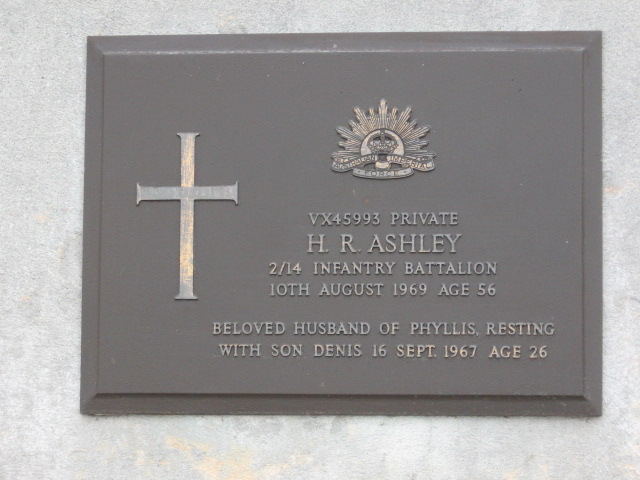 AUSTRALIAN IMPERIAL
FORCE
VX45993 PRIVATE
H. R. ASHLEY
2/14 INFANTRY BATTALION
10TH AUGUST 1969 AGE 56
BELOVED HUSBAND OF PHYLLIS, RESTING
WITH SON DENIS 16 SEPT. 1967 AGE 26